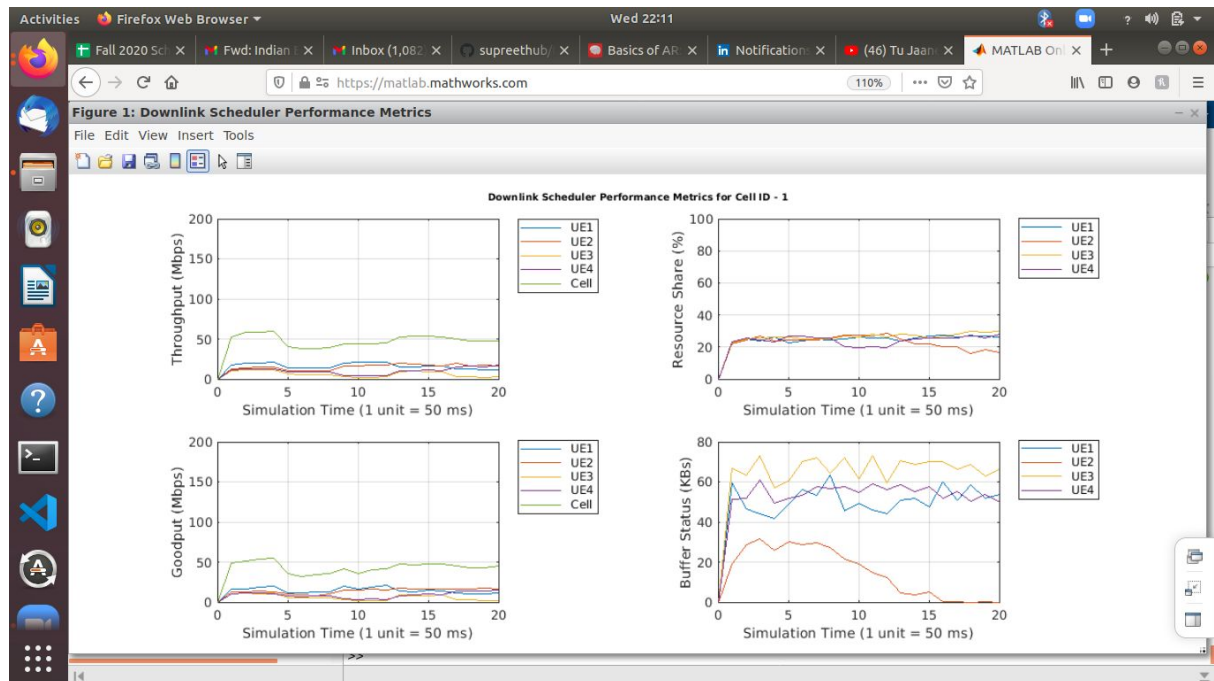 Activities Firefox Web Browser Wed 22:11
Fall 2020 Sch Fwd: Indian Inbox (1,082) supreethub/ Basics of AR Notifications (46) Tu Jaan MATLAB Onl
https://matlab.mathworks.com 110%
Figure 1: Downlink Scheduler Performance Metrics
File Edit View Insert Tools
Downlink Scheduler Performance Metrics for Cell ID - 1
Throughput (Mbps)
200
150
100
50
0
0 5 10 15 20
Simulation Time (1 unit = 50 ms)
UE1
UE2
UE3
UE4
Cell
Resource Share (%)
100
80
60
40
20
0
0 5 10 15 20
Simulation Time (1 unit = 50 ms)
UE1
UE2
UE3
UE4
Goodput (Mbps)
200
150
100
50
0
0 5 10 15 20
Simulation Time (1 unit = 50 ms)
UE1
UE2
UE3
UE4
Cell
Buffer Status (KBs)
80
60
40
20
0
0 5 10 15 20
Simulation Time (1 unit = 50 ms)
UE1
UE2
UE3
UE4
>>